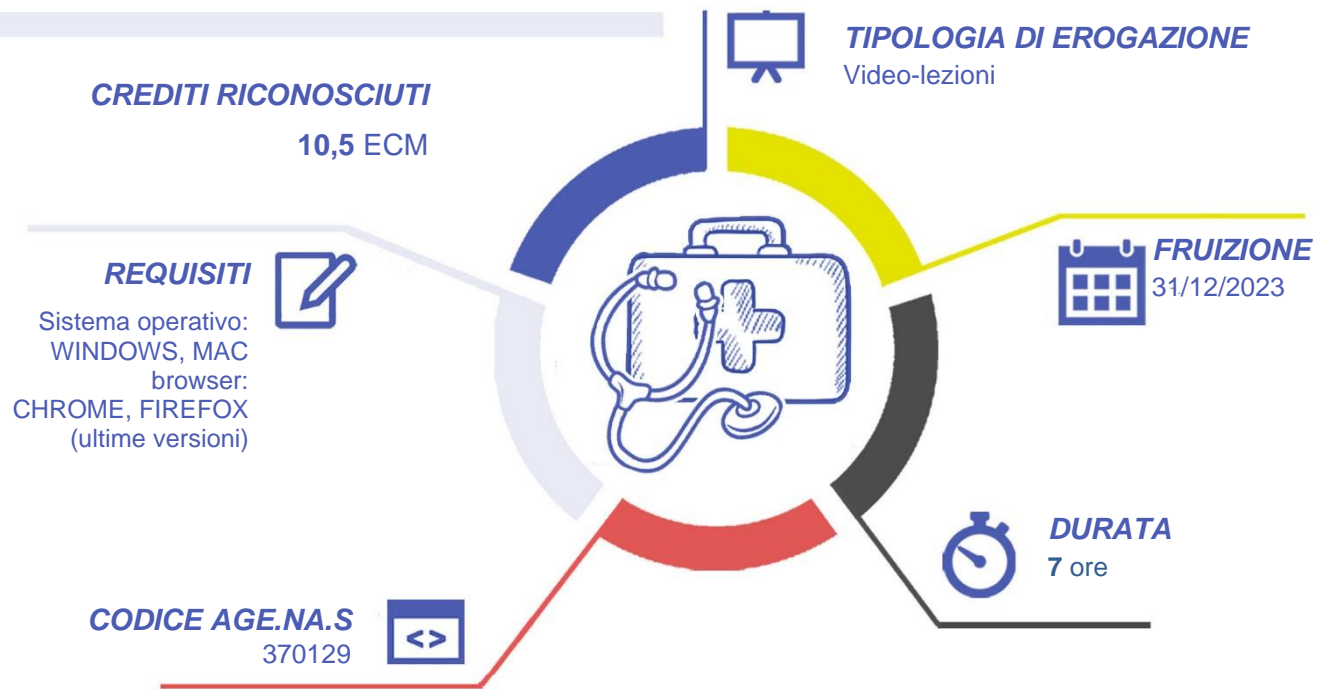 CREDITI RICONOSCIUTI
10,5 ECM
TIPOLOGIA DI EROGAZIONE
Video-lezioni
REQUISITI
Sistema operativo:
WINDOWS, MAC
browser:
CHROME, FIREFOX
(ultime versioni)
FRUIZIONE
31/12/2023
CODICE AGE.NA.S
370129
<>
DURATA
7 ore